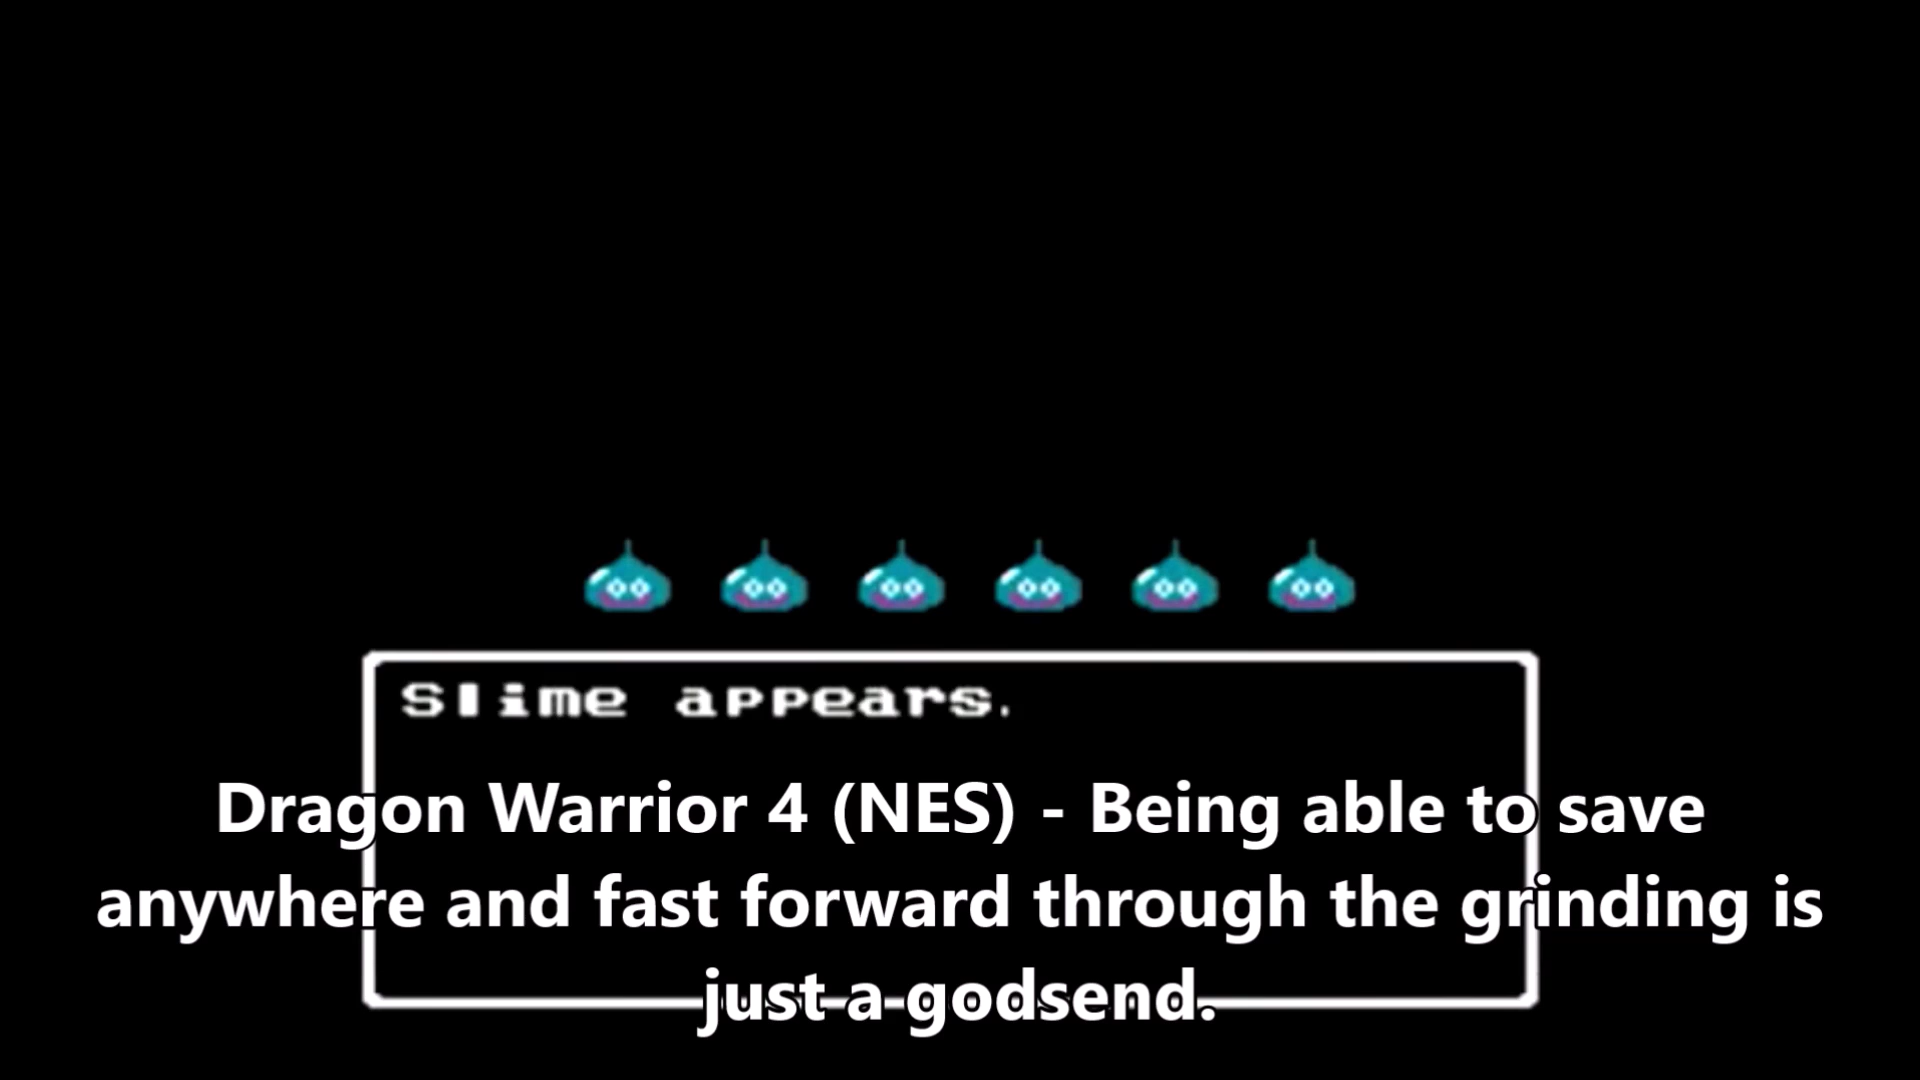 Slime appears.
Dragon Warrior 4 (NES) - Being able to save
anywhere and fast forward through the grinding is
just a godsend.